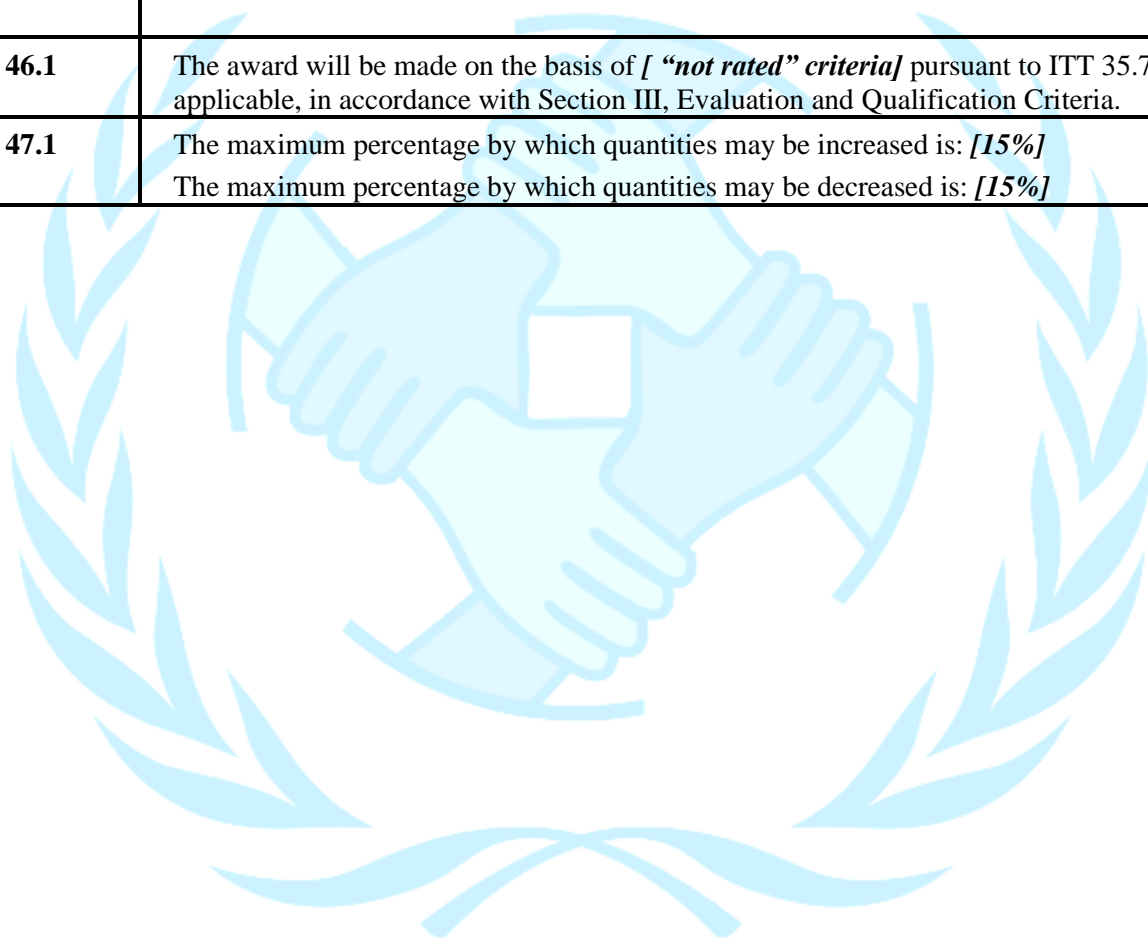 46.1 The award will be made on the basis of [ “not rated” criteria] pursuant to ITT 35.7
applicable, in accordance with Section III, Evaluation and Qualification Criteria.
47.1 The maximum percentage by which quantities may be increased is: [15%]
The maximum percentage by which quantities may be decreased is: [15%]